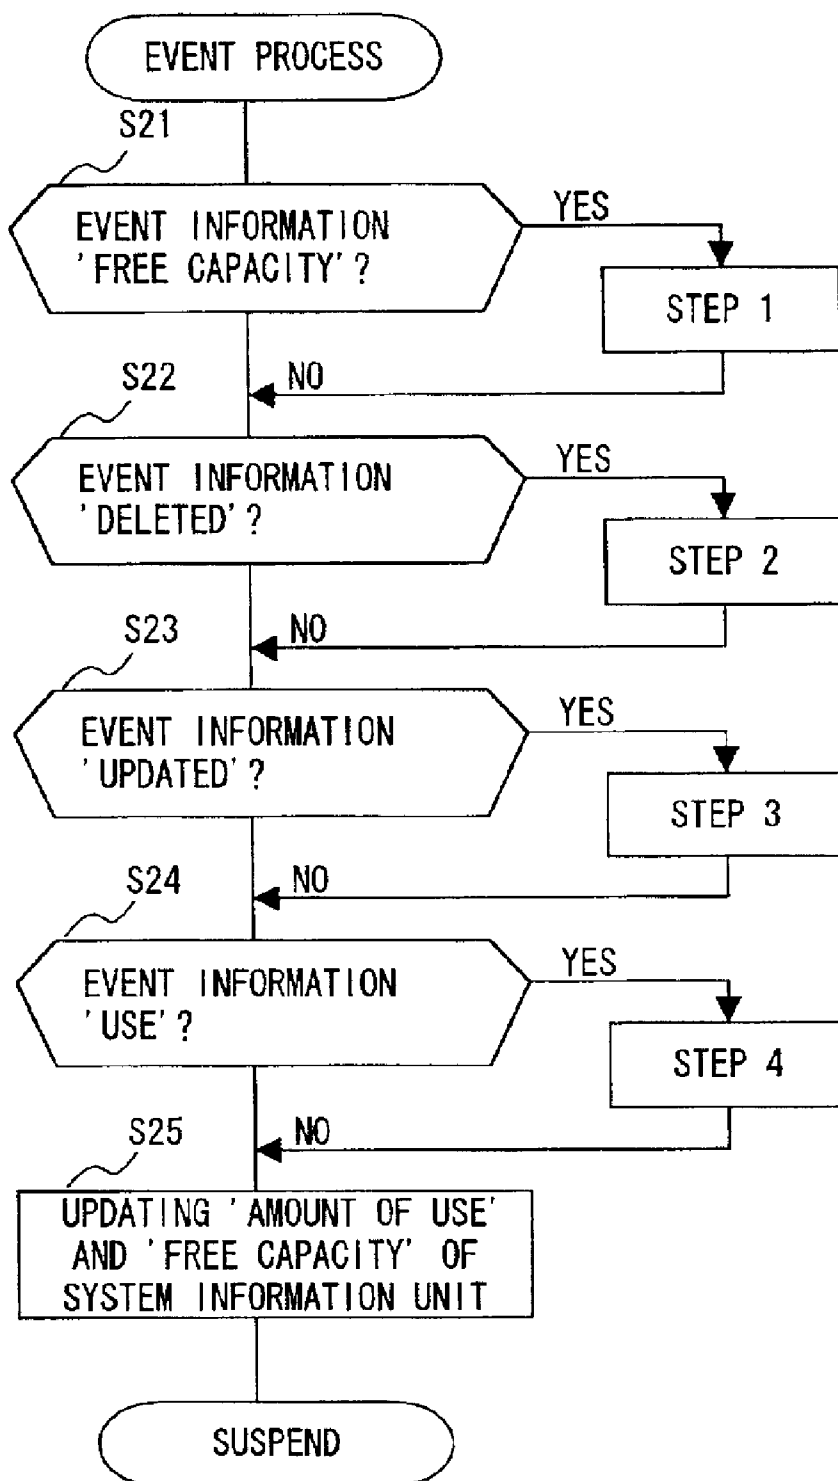 EVENT PROCESS
S21
EVENT INFORMATION
'FREE CAPACITY'?
YES
STEP 1
NO
S22
EVENT INFORMATION
'DELETED'?
YES
STEP 2
NO
S23
EVENT INFORMATION
'UPDATED'?
YES
STEP 3
NO
S24
EVENT INFORMATION
'USE'?
YES
STEP 4
NO
S25
UPDATING 'AMOUNT OF USE'
AND 'FREE CAPACITY' OF
SYSTEM INFORMATION UNIT
SUSPEND